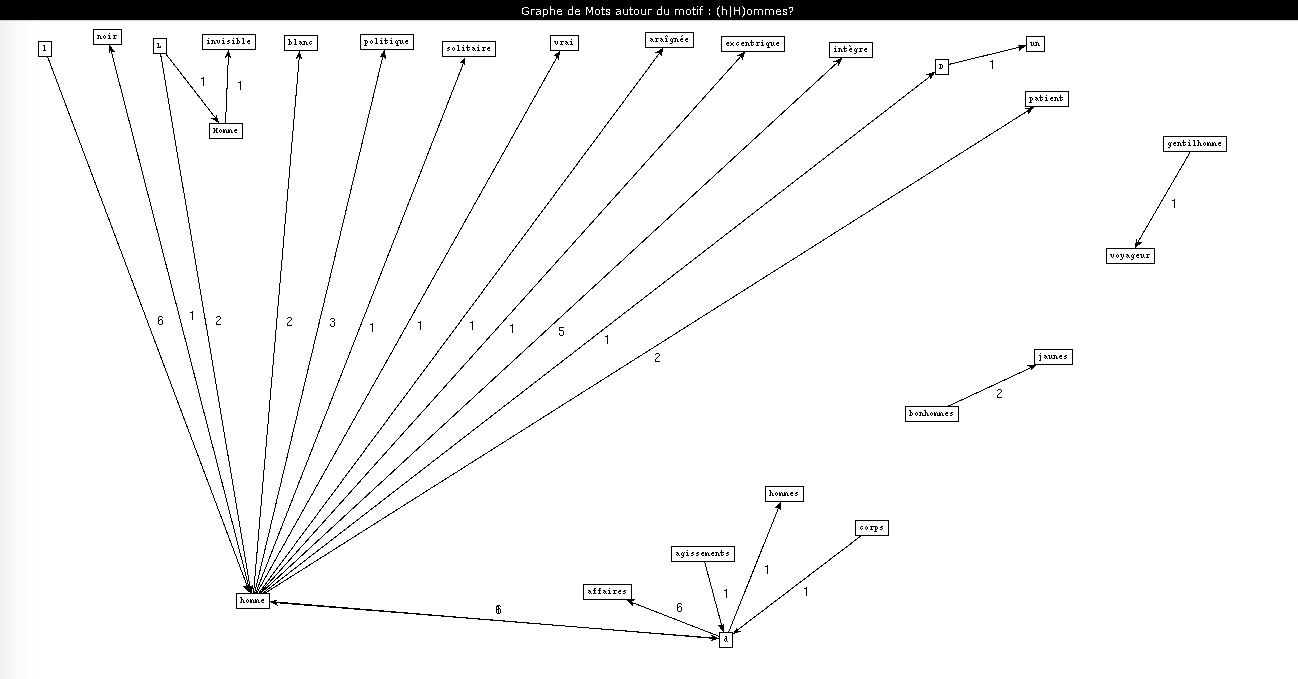 Graphe de Mots autour du motif : (h|H)ommes?
l
noir
L
invisible
blanc
politique
solitaire
vrai
araîgnée
excentrique
intègre
D
un
1
1
1
patient
Homme
gentilhomme
1
voyageur
6
1
2
2
3
1
1
1
1
5
1
2
jaunes
2
bonhommes
hommes
corps
agissements
1
affaires
1
1
homme
6
6
d